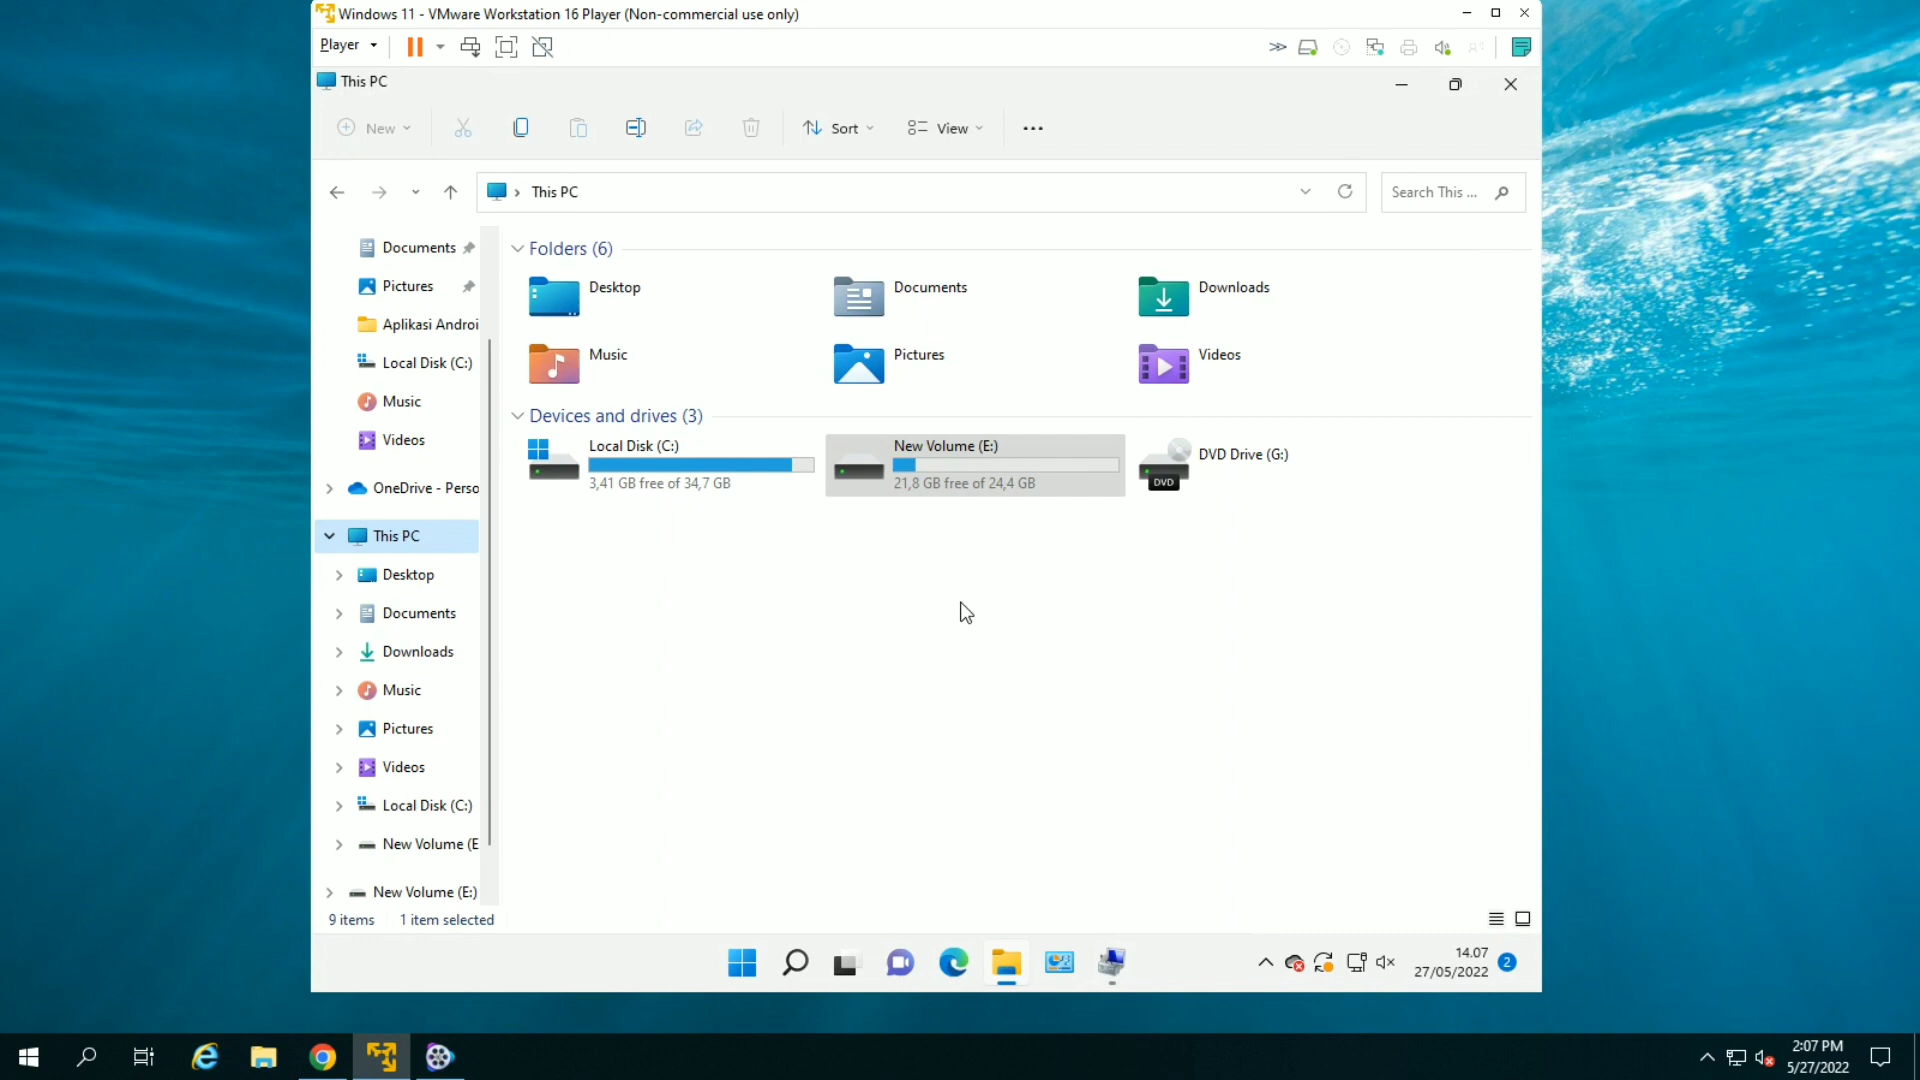 Windows 11 - VMware Workstation 16 Player (Non-commercial use only)
Player
This PC
New
Sort
View
This PC
Search This ...
Documents
Pictures
Aplikasi Androi
Local Disk (C:)
Music
Videos
OneDrive - Perso
This PC
Desktop
Documents
Downloads
Music
Pictures
Videos
Local Disk (C:)
New Volume (E
New Volume (E:)
Folders (6)
Desktop
Documents
Downloads
Music
Pictures
Videos
Devices and drives (3)
Local Disk (C:)
3,41 GB free of 34,7 GB
New Volume (E:)
21,8 GB free of 24,4 GB
DVD Drive (G:)
DVD
9 items
1 item selected
14.07
27/05/2022
2
2:07 PM
5/27/2022